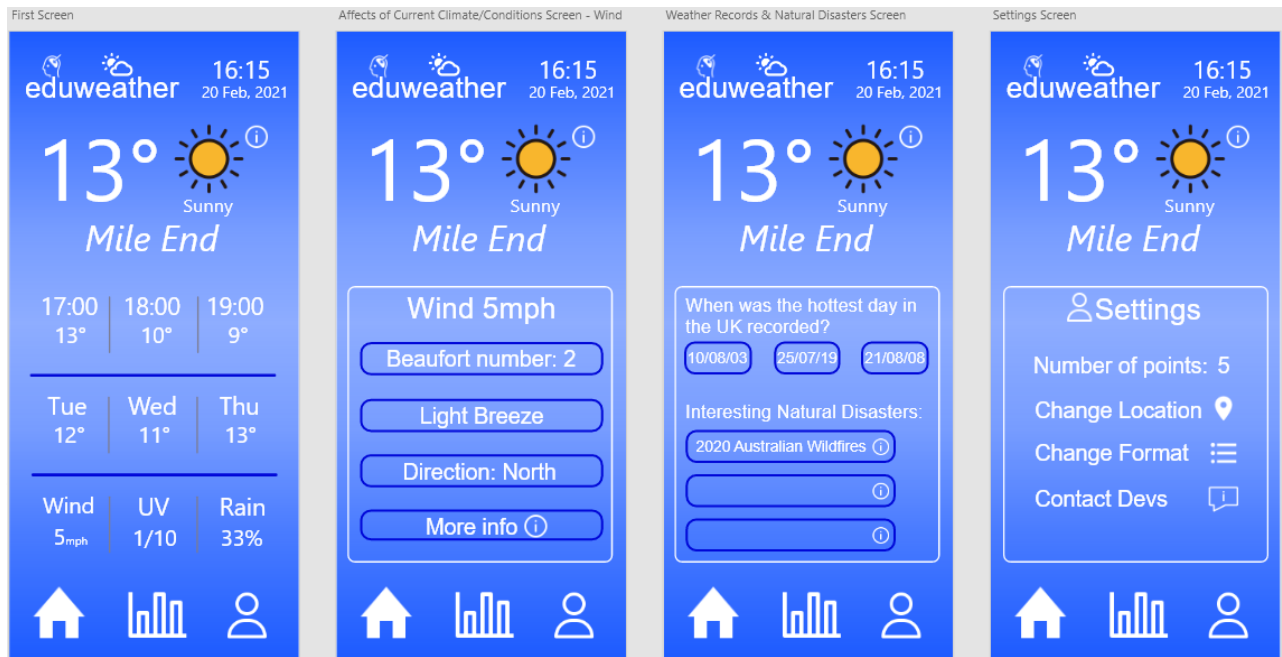 First Screen
eduweather
16:15
20 Feb, 2021
13°
Sunny
Mile End
17:00 18:00 19:00
13° 10° 9°
Tue Wed Thu
12° 11° 13°
Wind UV Rain
5mph 1/10 33%
Affects of Current Climate/Conditions Screen - Wind
eduweather
16:15
20 Feb, 2021
13°
Sunny
Mile End
Wind 5mph
Beaufort number: 2
Light Breeze
Direction: North
More info
Weather Records & Natural Disasters Screen
eduweather
16:15
20 Feb, 2021
13°
Sunny
Mile End
When was the hottest day in
the UK recorded?
10/08/03 25/07/19 21/08/08
Interesting Natural Disasters:
2020 Australian Wildfires
Settings Screen
eduweather
16:15
20 Feb, 2021
13°
Sunny
Mile End
Settings
Number of points: 5
Change Location
Change Format
Contact Devs